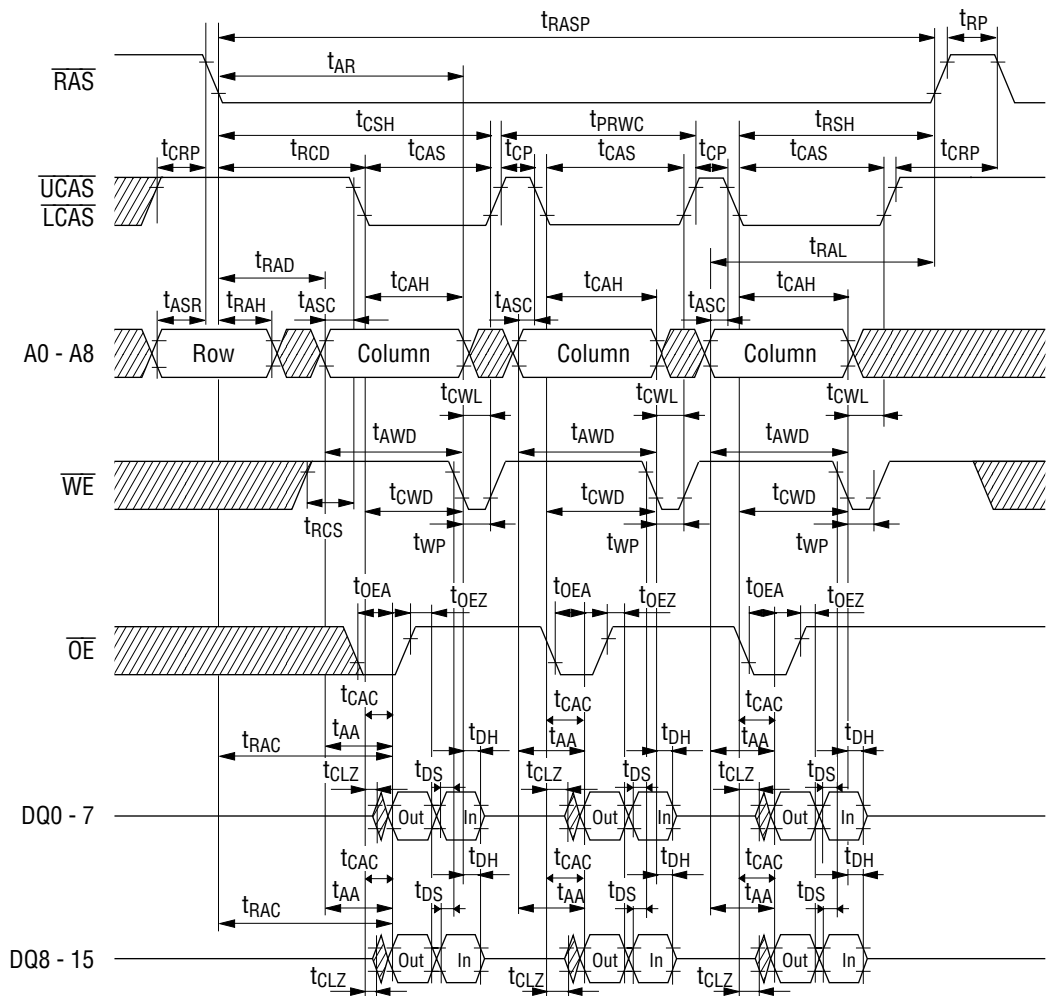 tRASP tRP
tAR
RAS
tCSH tPRWC tRSH
tCRP tRCD tCAS tCP tCAS tCP tCAS tCRP
UCAS
LCAS
tRAD tRAL
tCAH tCAH tCAH
tASR tRAH tASC tASC tASC
A0 - A8 Row Column Column Column
tCWL tCWL tCWL
tAWD tAWD tAWD
WE
tCWD tCWD tCWD
tRCS tWP tWP tWP
tOEA tOEZ tOEA tOEZ tOEA tOEZ
OE
tCAC tCAC tCAC
tRAC tAA tDH tAA tDH tAA tDH
tCLZ tDS tCLZ tDS tCLZ tDS
DQ0 - 7 Out In Out In Out In
tCAC tDH tCAC tDH tCAC tDH
tRAC tAA tDS tAA tDS tAA tDS
DQ8 - 15 Out In Out In Out In
tCLZ tCLZ tCLZ